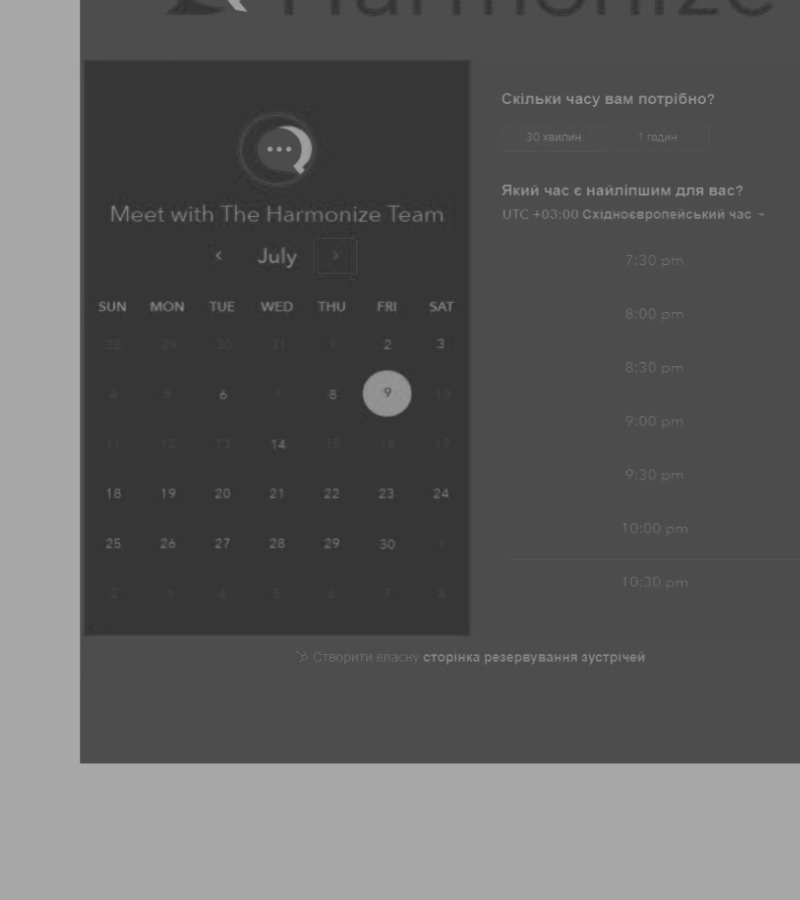 Harmonize
Meet with The Harmonize Team
July
SUN MON TUE WED THU FRI SAT
28 29 30 31 1 2 3
4 5 6 7 8 9 10
11 12 13 14 15 16 17
18 19 20 21 22 23 24
25 26 27 28 29 30 1
2 3 4 5 6 7 8
Скільки часу вам потрібно?
30 хвилин 1 годин
Який час є найліпшим для вас?
UTC +03:00 Східноєвропейський час
7:30 pm
8:00 pm
8:30 pm
9:00 pm
9:30 pm
10:00 pm
10:30 pm
Створити власну сторінка резервування зустрічей